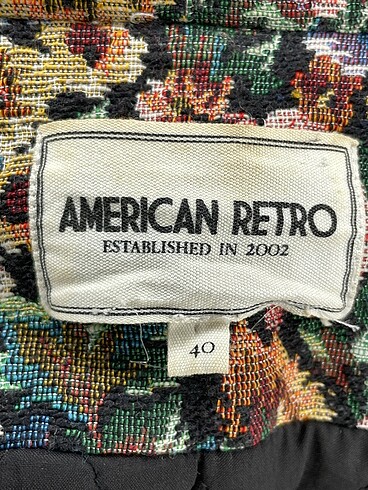 AMERICAN RETRO
ESTABLISHED IN 2002
40